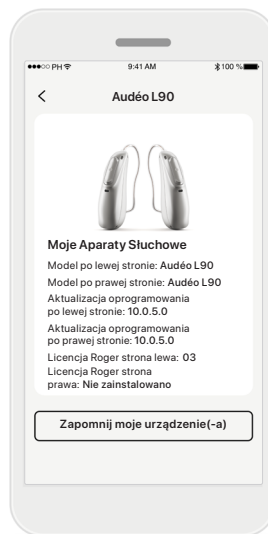 PH 9:41 AM 100 %
Audéo L90
Moje Aparaty Słuchowe
Model po lewej stronie: Audéo L90
Model po prawej stronie: Audéo L90
Aktualizacja oprogramowania
po lewej stronie: 10.0.5.0
Aktualizacja oprogramowania
po prawej stronie: 10.0.5.0
Licencja Roger strona lewa: 03
Licencja Roger strona
prawa: Nie zainstalowano
Zapomnij moje urządzenie(-a)